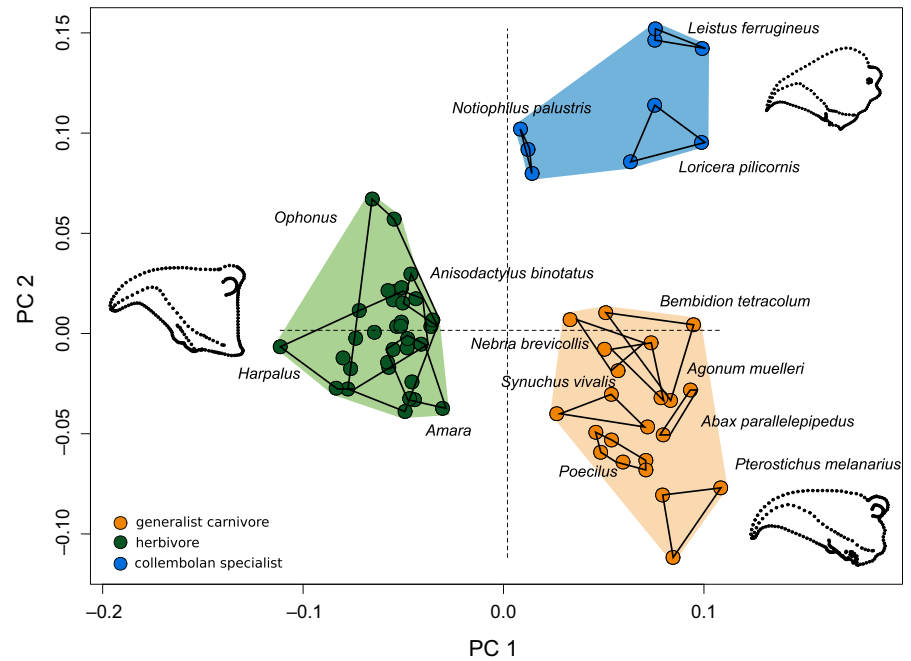 0.15
Leistus ferrugineus
Notiophilus palustris
0.10
Loricera pilicornis
0.05
Ophonus
Anisodactylus binotatus
Bembidion tetracolum
PC 2
0.00
Nebria brevicollis
Harpalus
Agonum muelleri
Synuchus vivalis
Amara
Abax parallelepipedus
−0.05
Poecilus
Pterostichus melanarius
generalist carnivore
−0.10
herbivore
collembolan specialist
−0.2
−0.1
0.0
0.1
PC 1